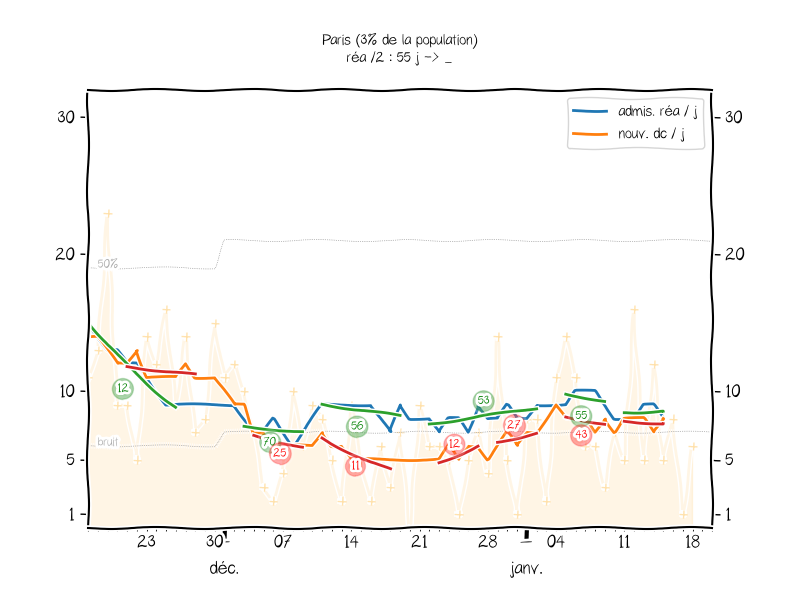 Paris (3% de la population)
réa /2 : 55 j -> _
admis. réa / j
nouv. dc / j
30 30
20 20
50%
10 10
bruit
5 5
1 1
12
70
25
56
11
53
12
27
55
43
23 30 07 14 21 28 04 11 18
déc. janv.